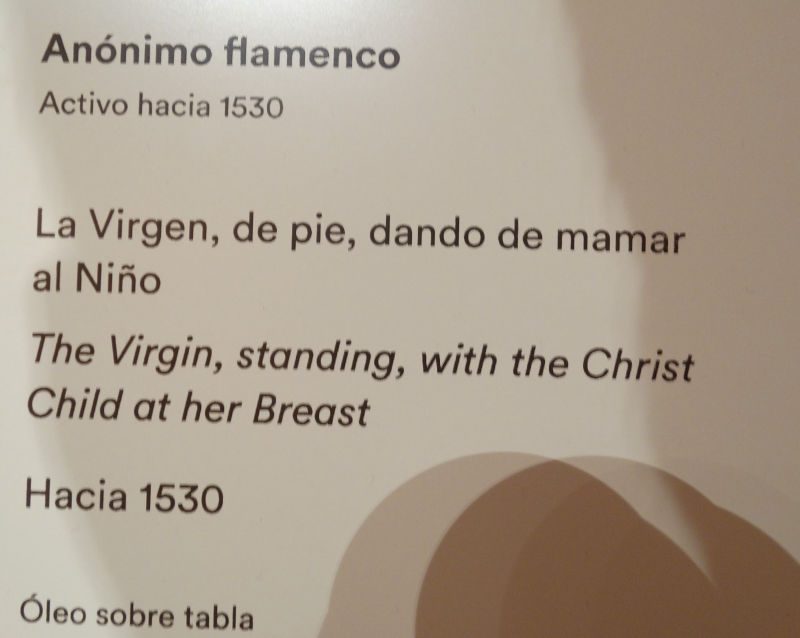 Anónimo flamenco
Activo hacia 1530
La Virgen, de pie, dando de mamar
al Niño
The Virgin, standing, with the Christ
Child at her Breast
Hacia 1530
Óleo sobre tabla